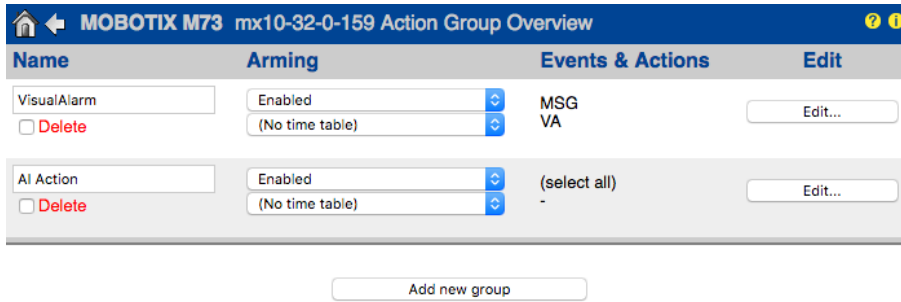 MOBOTIX M73 mx10-32-0-159 Action Group Overview ? i
Name Arming Events & Actions Edit
VisualAlarm Enabled MSG Edit...
Delete (No time table) VA
AI Action Enabled (select all) Edit...
Delete (No time table) -
Add new group